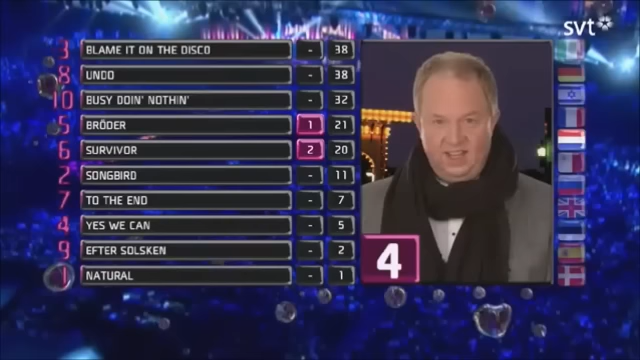 svt
3 BLAME IT ON THE DISCO - 38
8 UNDO - 38
10 BUSY DOIN' NOTHIN' - 32
5 BRÖDER 1 21
6 SURVIVOR 2 20
2 SONGBIRD - 11
7 TO THE END - 7
4 YES WE CAN - 5
9 EFTER SOLSKEN - 2
1 NATURAL - 1
4